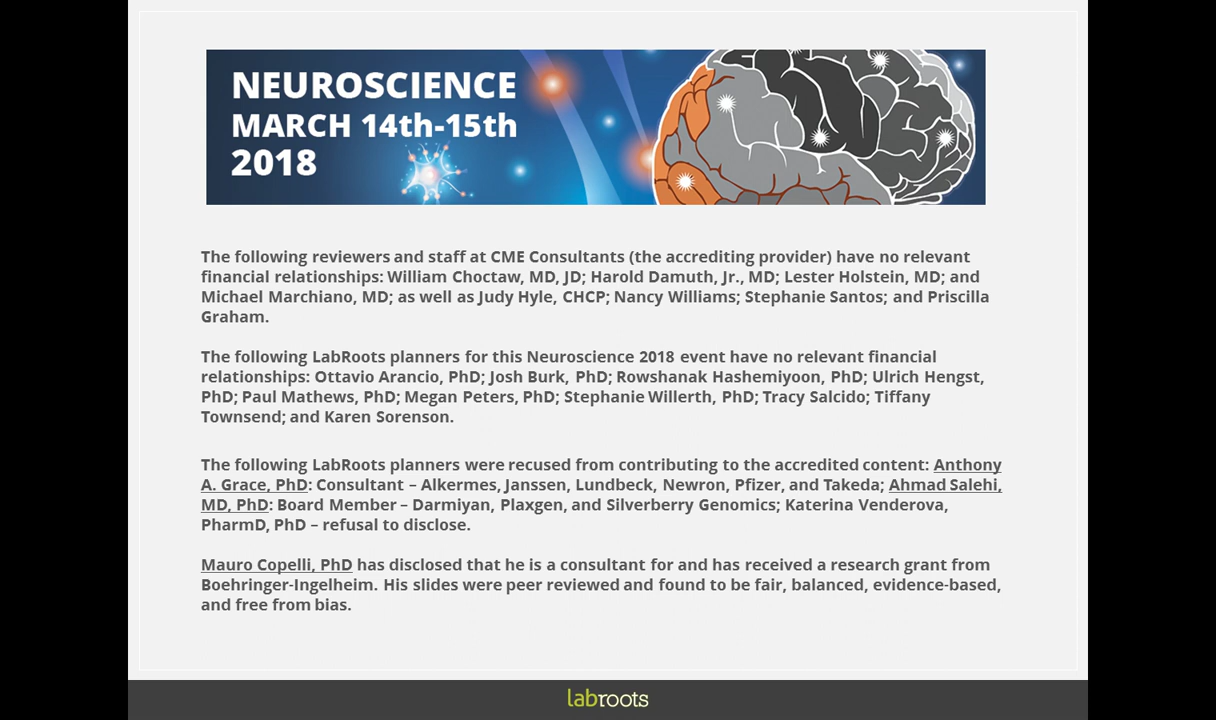 NEUROSCIENCE
MARCH 14th-15th
2018
The following reviewers and staff at CME Consultants (the accrediting provider) have no relevant
financial relationships: William Choctaw, MD, JD; Harold Damuth, Jr., MD; Lester Holstein, MD; and
Michael Marchiano, MD; as well as Judy Hyle, CHCP; Nancy Williams; Stephanie Santos; and Priscilla
Graham.
The following LabRoots planners for this Neuroscience 2018 event have no relevant financial
relationships: Ottavio Arancio, PhD; Josh Burk, PhD; Rowshanak Hashemiyoon, PhD; Ulrich Hengst,
PhD; Paul Mathews, PhD; Megan Peters, PhD; Stephanie Willerth, PhD; Tracy Salcido; Tiffany
Townsend; and Karen Sorenson.
The following LabRoots planners were recused from contributing to the accredited content: Anthony
A. Grace, PhD: Consultant – Alkermes, Janssen, Lundbeck, Newron, Pfizer, and Takeda; Ahmad Salehi,
MD, PhD: Board Member – Darmiyan, Plaxgen, and Silverberry Genomics; Katerina Venderova,
PharmD, PhD – refusal to disclose.
Mauro Copelli, PhD has disclosed that he is a consultant for and has received a research grant from
Boehringer-Ingelheim. His slides were peer reviewed and found to be fair, balanced, evidence-based,
and free from bias.
labroots